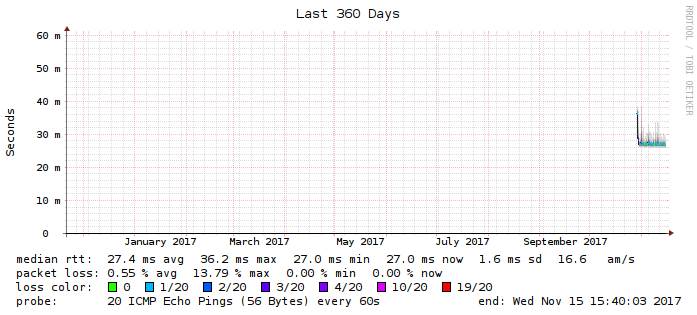 Last 360 Days
RRDTOOL / TOBI OETIKER
Seconds
60 m
50 m
40 m
30 m
20 m
10 m
0
January 2017 March 2017 May 2017 July 2017 September 2017
median rtt: 27.4 ms avg 36.2 ms max 27.0 ms min 27.0 ms now 1.6 ms sd 16.6 am/s
packet loss: 0.55 % avg 13.79 % max 0.00 % min 0.00 % now
loss color: 0 1/20 2/20 3/20 4/20 10/20 19/20
probe: 20 ICMP Echo Pings (56 Bytes) every 60s end: Wed Nov 15 15:40:03 2017